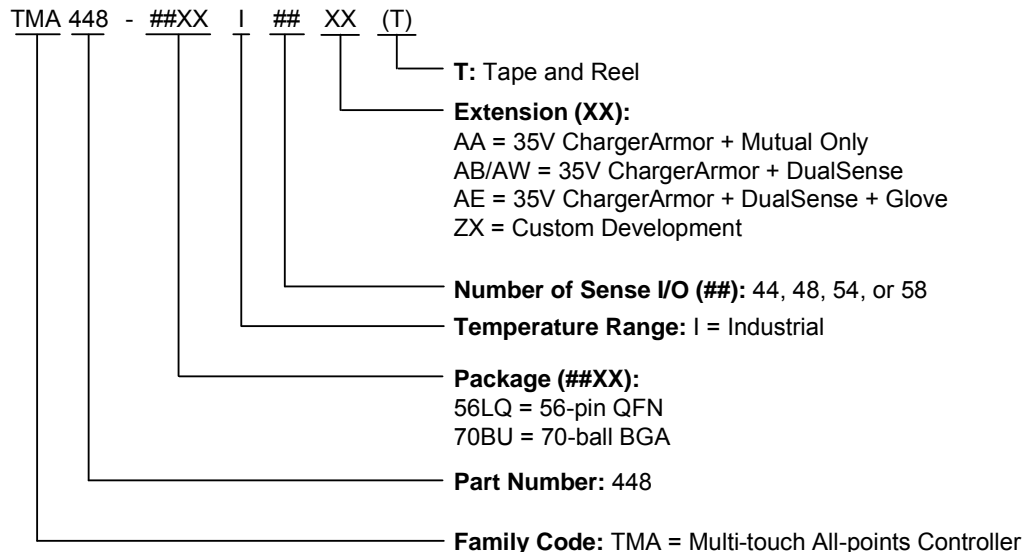 TMA 448 - ##XX I ## XX (T)
T: Tape and Reel
Extension (XX):
AA = 35V ChargerArmor + Mutual Only
AB/AW = 35V ChargerArmor + DualSense
AE = 35V ChargerArmor + DualSense + Glove
ZX = Custom Development
Number of Sense I/O (##): 44, 48, 54, or 58
Temperature Range: I = Industrial
Package (##XX):
56LQ = 56-pin QFN
70BU = 70-ball BGA
Part Number: 448
Family Code: TMA = Multi-touch All-points Controller